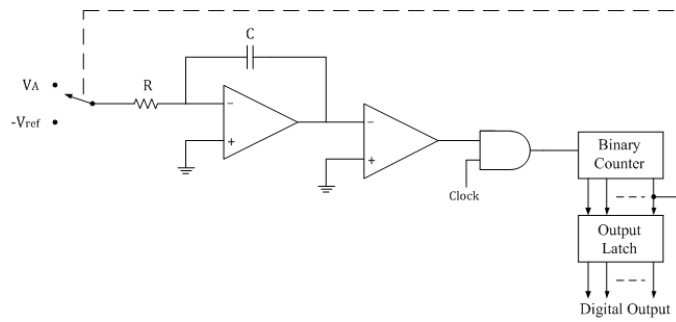 C
VA
R
-Vref
−
+
−
+
Clock
Binary
Counter
Output
Latch
Digital Output